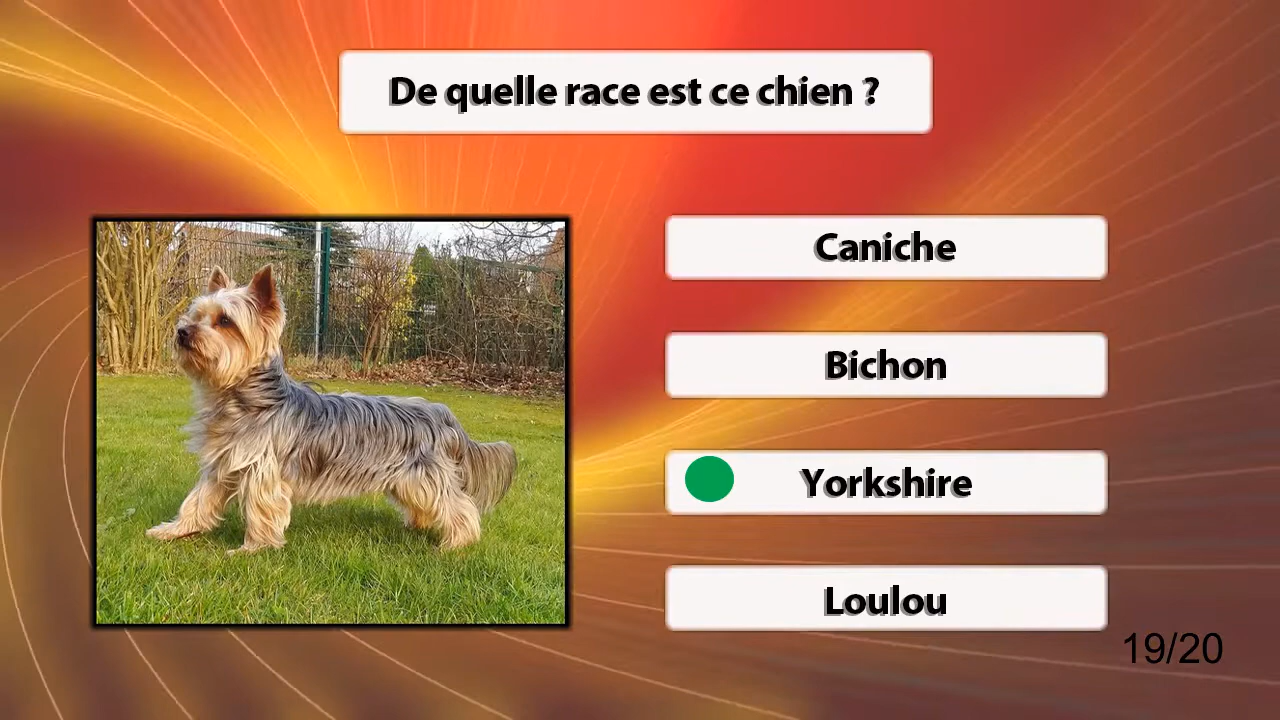 De quelle race est ce chien ?
Caniche
Bichon
Yorkshire
Loulou
19/20